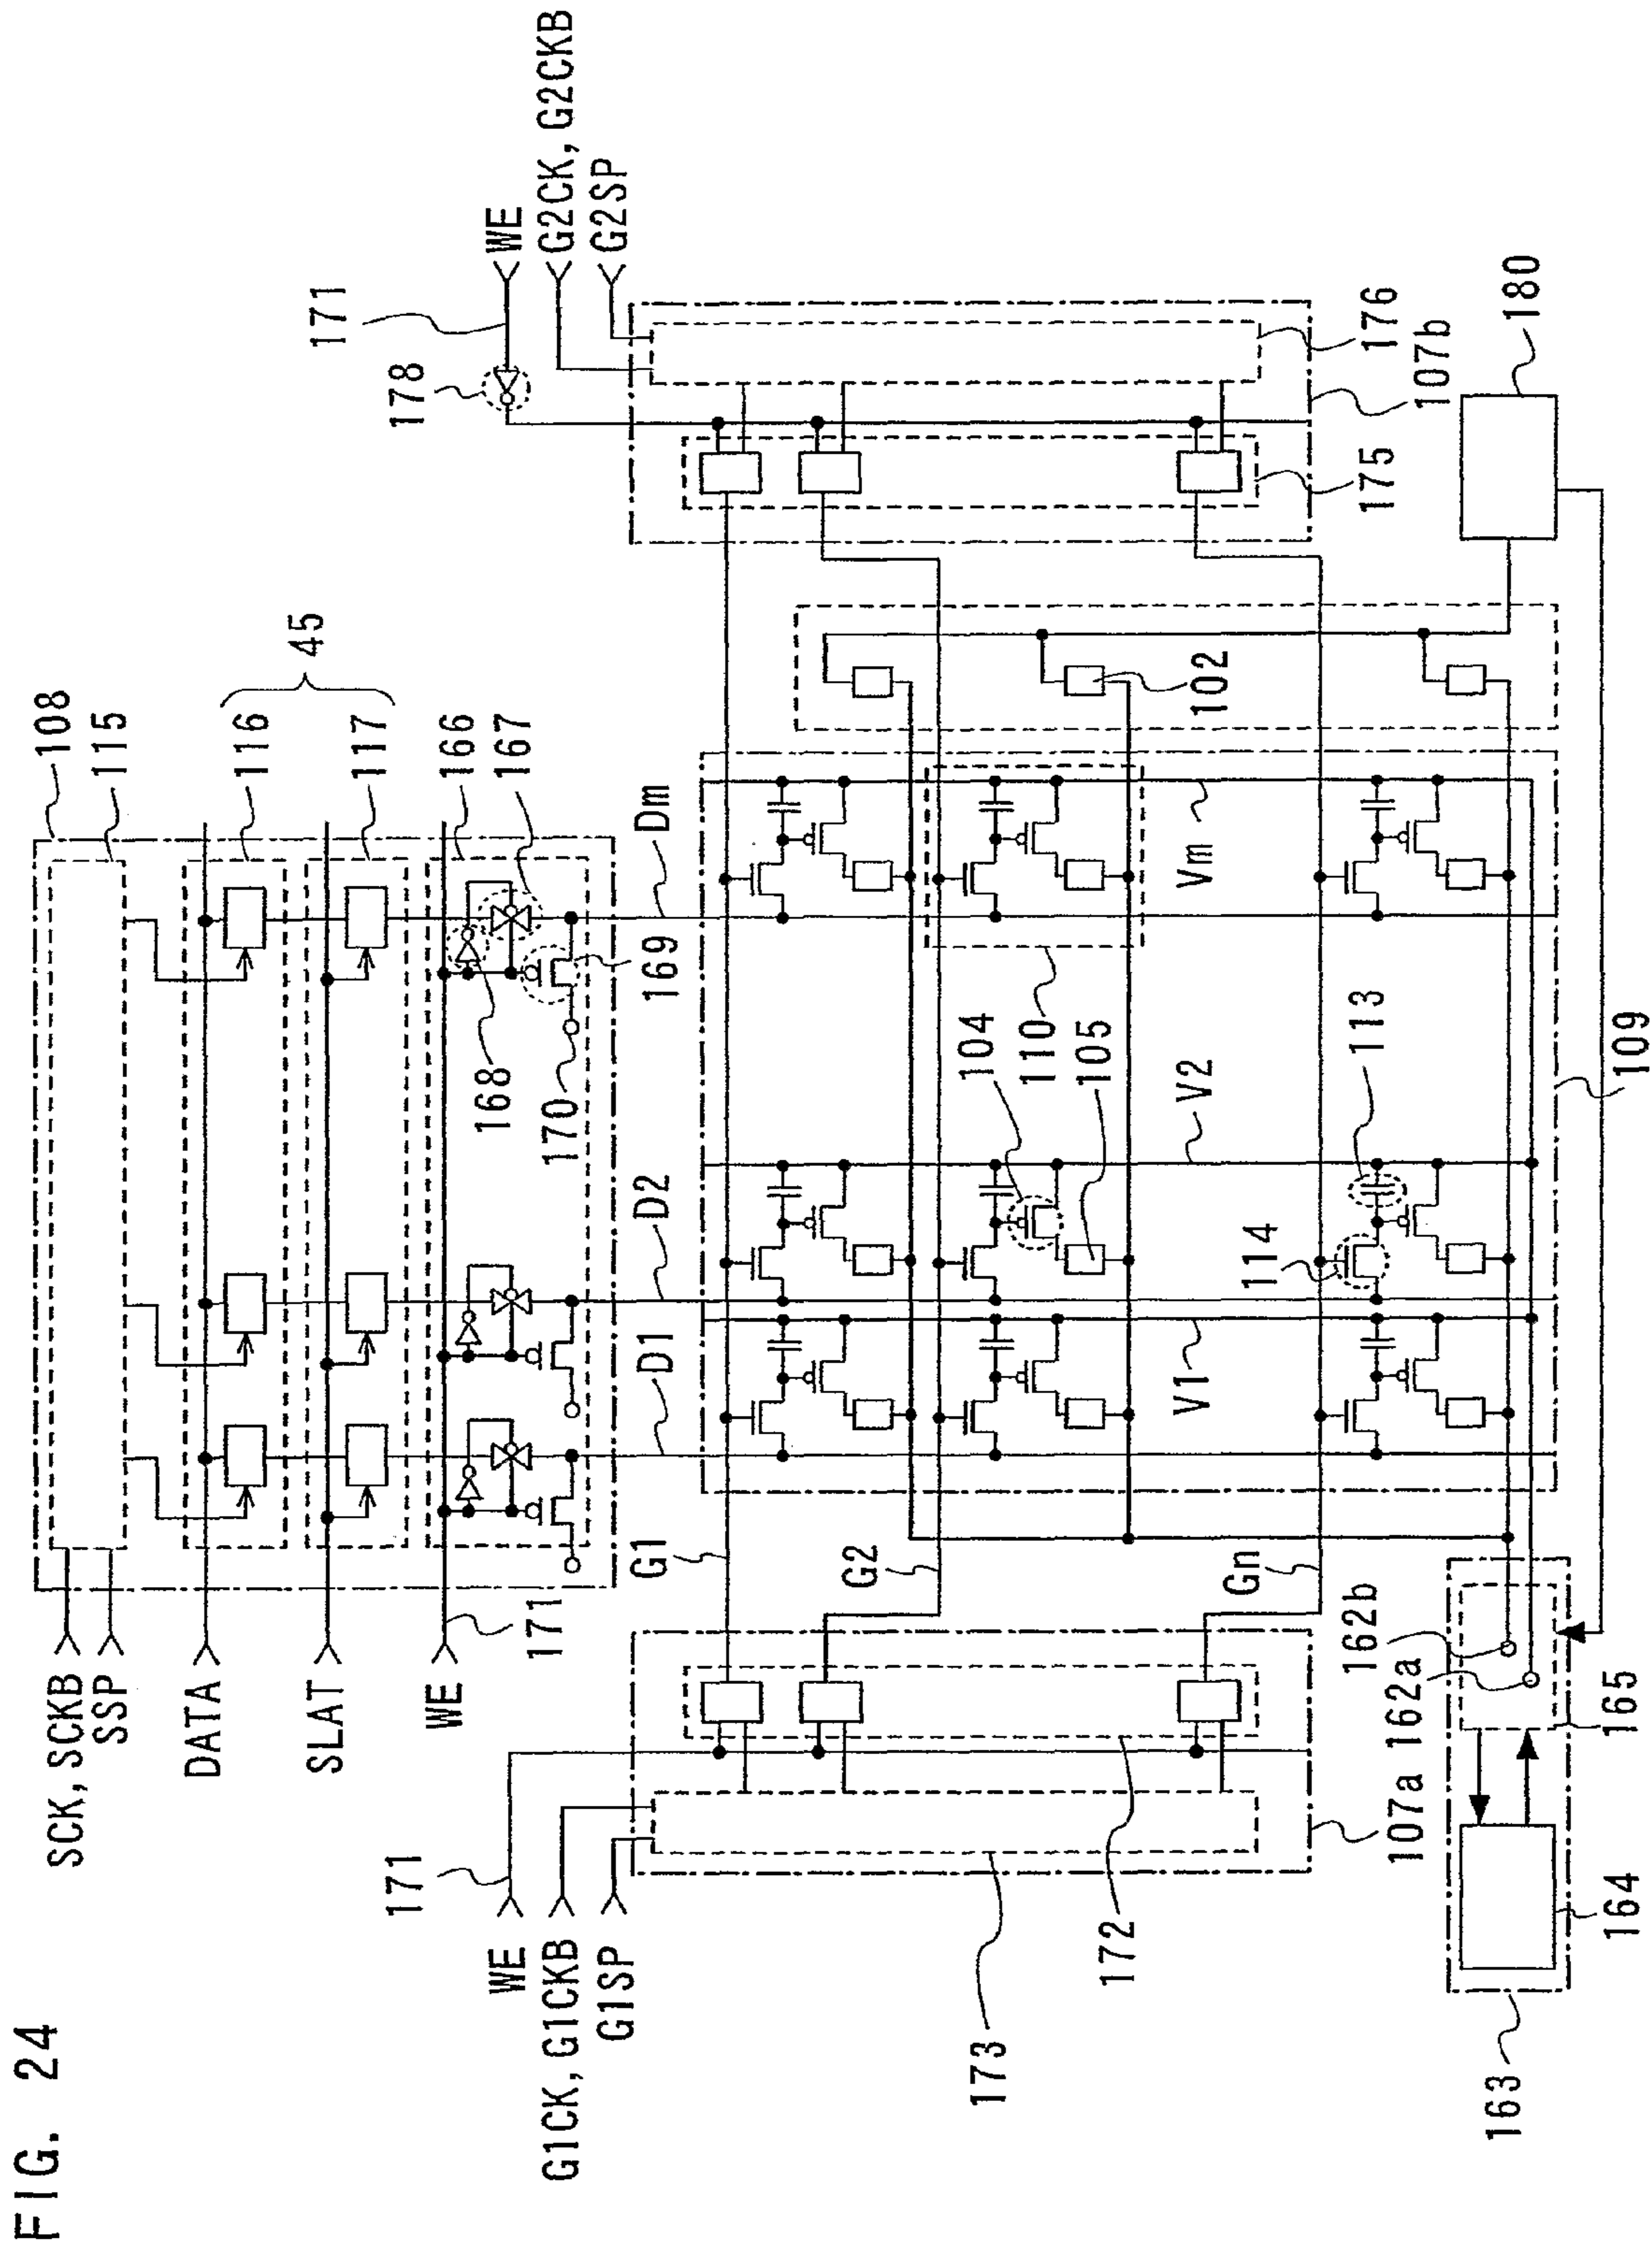 FIG. 24
SCK, SCKB
SSP
DATA
SLAT
WE
171
108
115
116
117
45
166
167
168
169
170
D1
D2
Dm
171
178
WE
G2CK, G2CKB
G2SP
176
107b
175
180
102
G1
G2
Gn
V1
V2
Vm
104
105
110
113
114
109
171
WE
G1CK, G1CKB
G1SP
173
172
107a
162a
162b
165
164
163